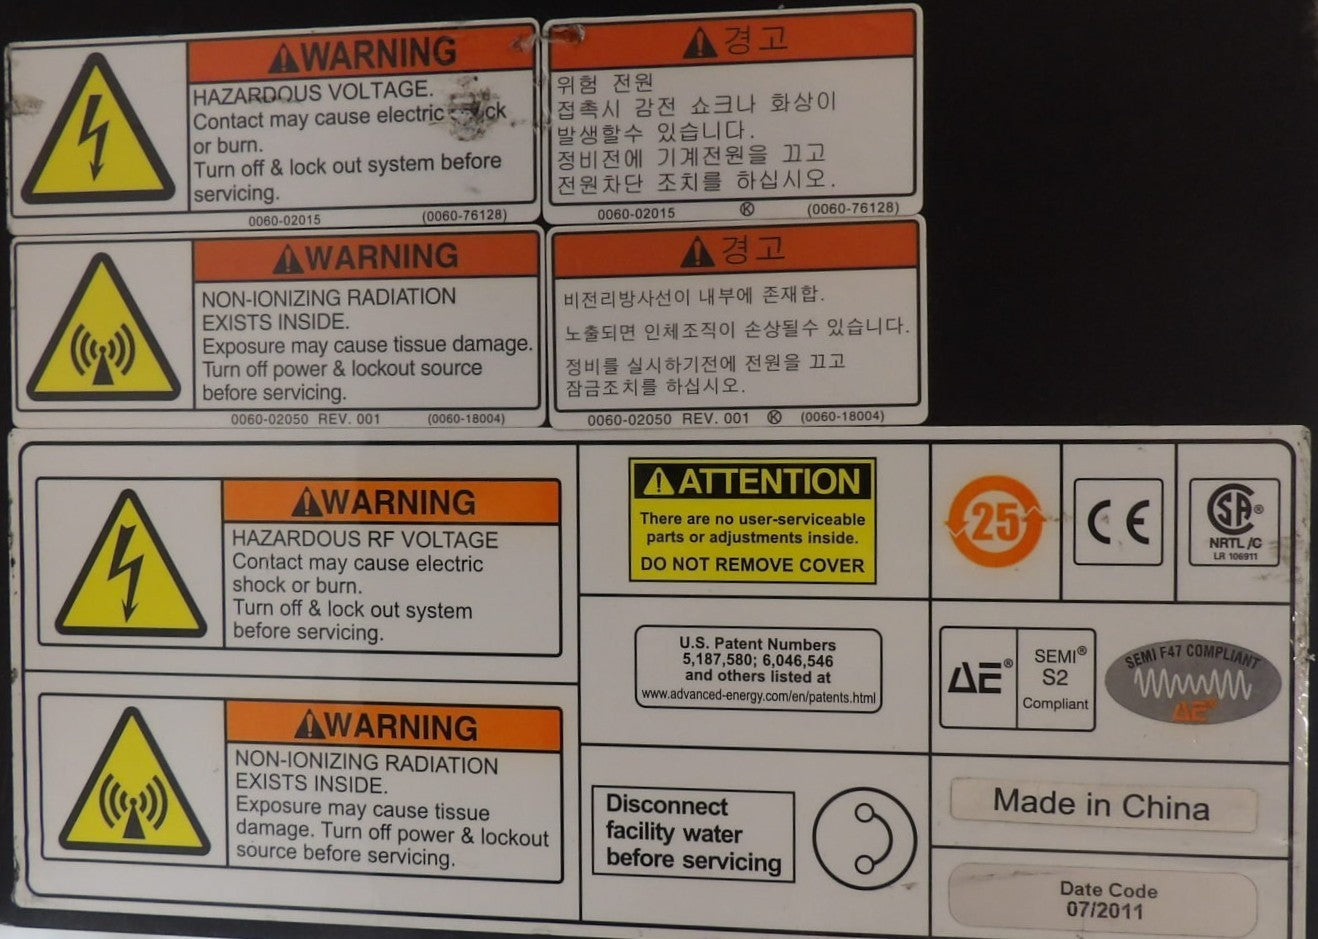 WARNING
HAZARDOUS VOLTAGE.
Contact may cause electric
or burn.
Turn off & lock out system before
servicing.
0060-02015 (0060-76128)
경고
위험 전원
접촉시 감전 쇼크나 화상이
발생할수 있습니다.
정비전에 기계전원을 끄고
전원차단 조치를 하십시오.
0060-02015 Ⓚ (0060-76128)
WARNING
NON-IONIZING RADIATION
EXISTS INSIDE.
Exposure may cause tissue damage.
Turn off power & lockout source
before servicing.
0060-02050 REV. 001 (0060-18004)
경고
비전리방사선이 내부에 존재합.
노출되면 인체조직이 손상될수 있습니다.
정비를 실시하기전에 전원을 끄고
잠금조치를 하십시오.
0060-02050 REV. 001 Ⓚ (0060-18004)
WARNING
HAZARDOUS RF VOLTAGE
Contact may cause electric
shock or burn.
Turn off & lock out system
before servicing.
WARNING
NON-IONIZING RADIATION
EXISTS INSIDE.
Exposure may cause tissue
damage. Turn off power & lockout
source before servicing.
ATTENTION
There are no user-serviceable
parts or adjustments inside.
DO NOT REMOVE COVER
U.S. Patent Numbers
5,187,580; 6,046,546
and others listed at
www.advanced-energy.com/en/patents.html
Disconnect
facility water
before servicing
25
CE
SA®
NRTL/C
LR 106911
AE®
SEMI®
S2
Compliant
SEMI F47 COMPLIANT
AE®
Made in China
Date Code
07/2011